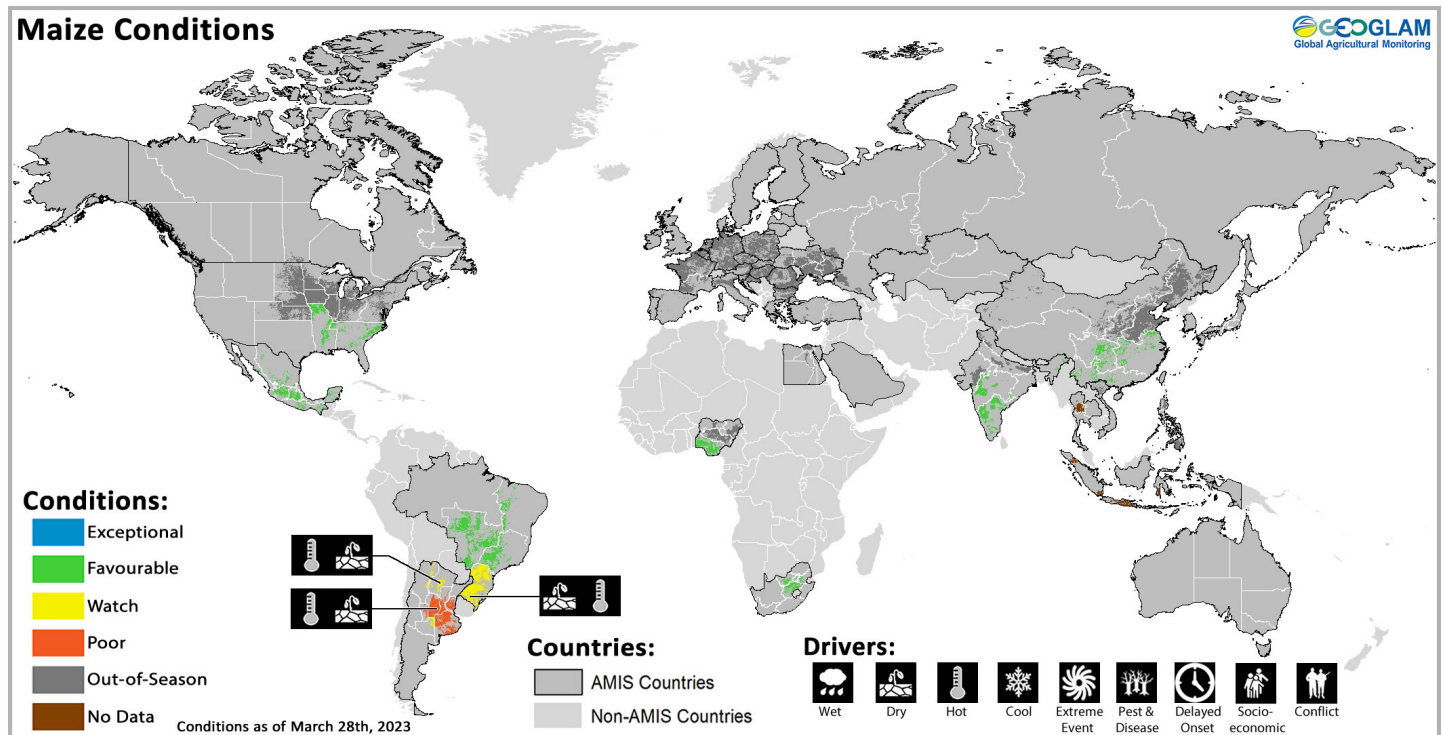 Maize Conditions
GEOGLAM
Global Agricultural Monitoring
Conditions:
Exceptional
Favourable
Watch
Poor
Out-of-Season
No Data
Conditions as of March 28th, 2023
Countries:
AMIS Countries
Non-AMIS Countries
Drivers:
Wet
Dry
Hot
Cool
Extreme
Event
Pest &
Disease
Delayed
Onset
Socio-
economic
Conflict